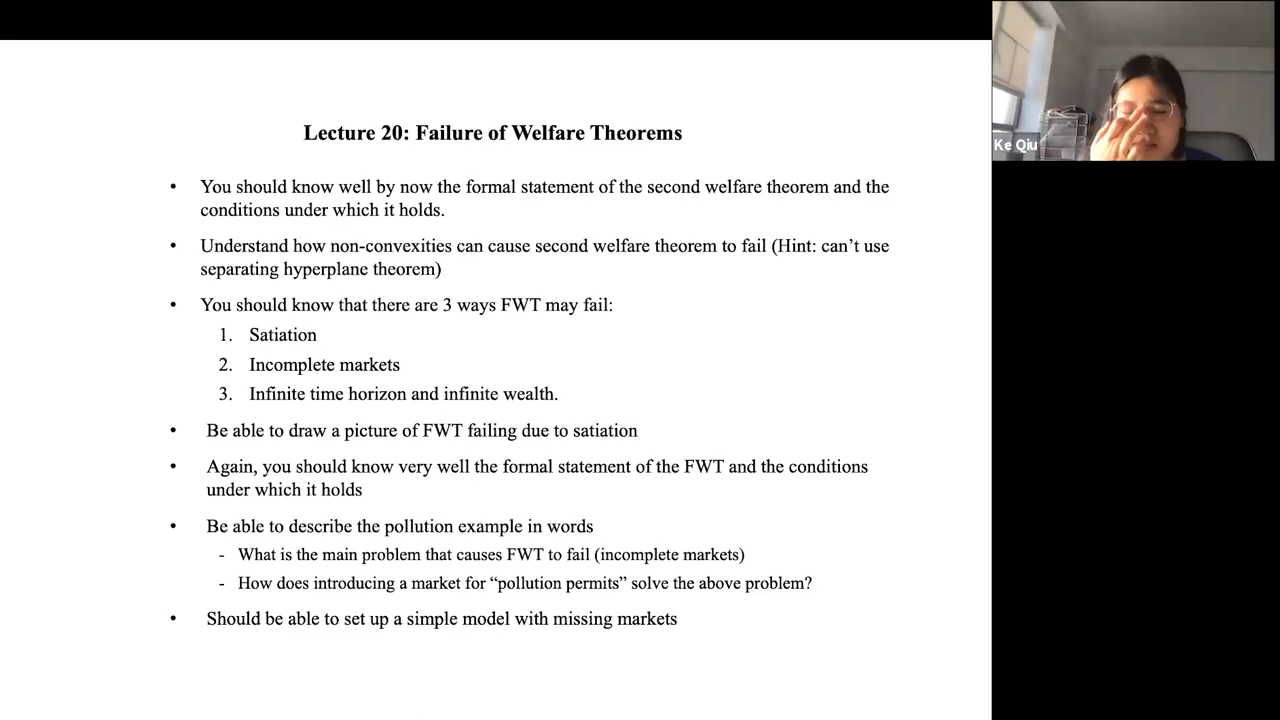 Lecture 20: Failure of Welfare Theorems
• You should know well by now the formal statement of the second welfare theorem and the
conditions under which it holds.
• Understand how non-convexities can cause second welfare theorem to fail (Hint: can’t use
separating hyperplane theorem)
• You should know that there are 3 ways FWT may fail:
1. Satiation
2. Incomplete markets
3. Infinite time horizon and infinite wealth.
• Be able to draw a picture of FWT failing due to satiation
• Again, you should know very well the formal statement of the FWT and the conditions
under which it holds
• Be able to describe the pollution example in words
- What is the main problem that causes FWT to fail (incomplete markets)
- How does introducing a market for “pollution permits” solve the above problem?
• Should be able to set up a simple model with missing markets
Ke Qiu